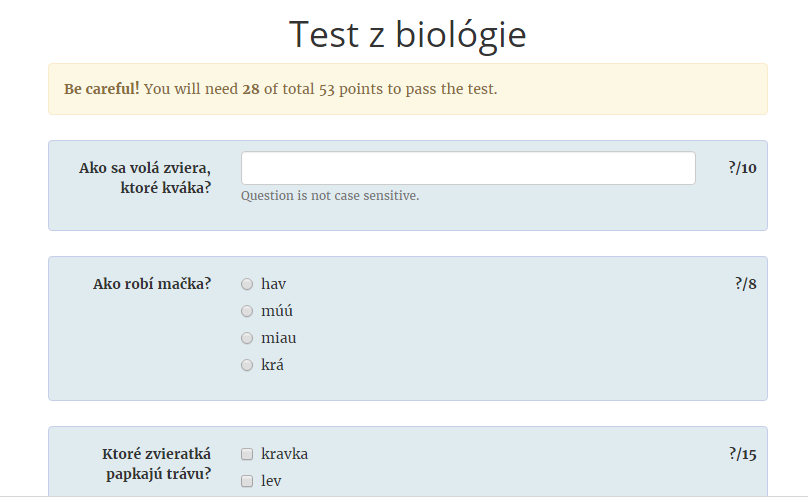 Test z biológie
Be careful! You will need 28 of total 53 points to pass the test.
Ako sa volá zviera,
ktoré kváka?
Question is not case sensitive.
?/10
Ako robí mačka?
hav
múú
miau
krá
?/8
Ktoré zvieratká
papkajú trávu?
kravka
lev
?/15